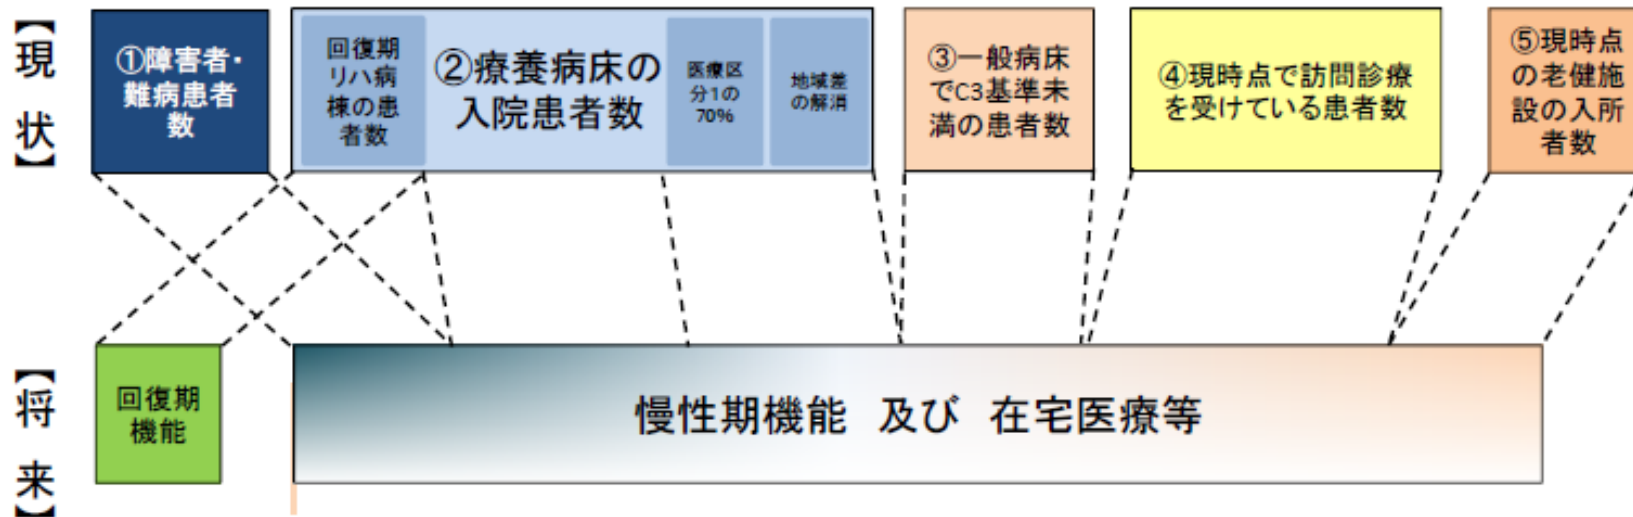 【現状】
①障害者・
難病患者
数
回復期
リハ病
棟の患
者数
②療養病床の
入院患者数
医療区
分1の
70%
地域差
の解消
③一般病床
でC3基準未
満の患者数
④現時点で訪問診療
を受けている患者数
⑤現時点
の老健施
設の入所
者数
【将来】
回復期
機能
慢性期機能 及び 在宅医療等